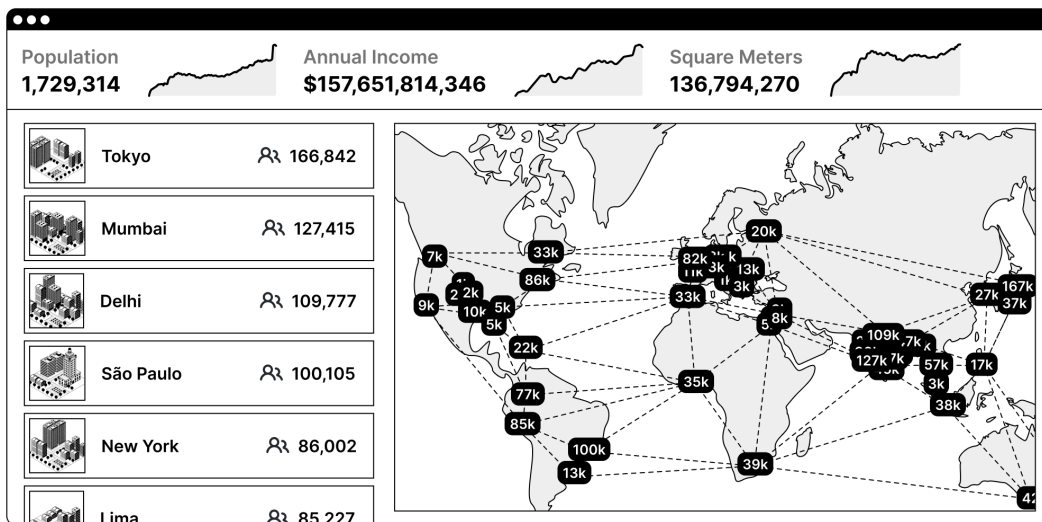 Population
1,729,314
Annual Income
$157,651,814,346
Square Meters
136,794,270
Tokyo
166,842
Mumbai
127,415
Delhi
109,777
São Paulo
100,105
New York
86,002
Lima
85,227
20k
7k
33k
82k
86k
13k
3k
3k
2k
9k
10k
5k
5k
33k
8k
167k
27k
37k
109k
22k
127k
57k
17k
3k
35k
77k
38k
85k
100k
13k
39k